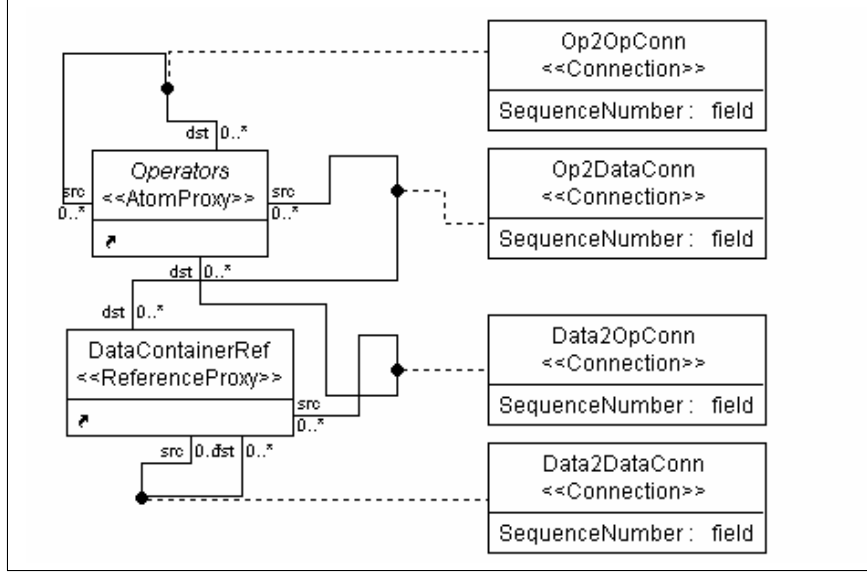 Op2OpConn
<<Connection>>
SequenceNumber : field
dst 0..*
Operators
<<AtomProxy>>
src
0..*
src
0..*
Op2DataConn
<<Connection>>
SequenceNumber : field
dst 0..*
dst 0..*
DataContainerRef
<<ReferenceProxy>>
src
0..*
Data2OpConn
<<Connection>>
SequenceNumber : field
src 0..*
dst 0..*
Data2DataConn
<<Connection>>
SequenceNumber : field